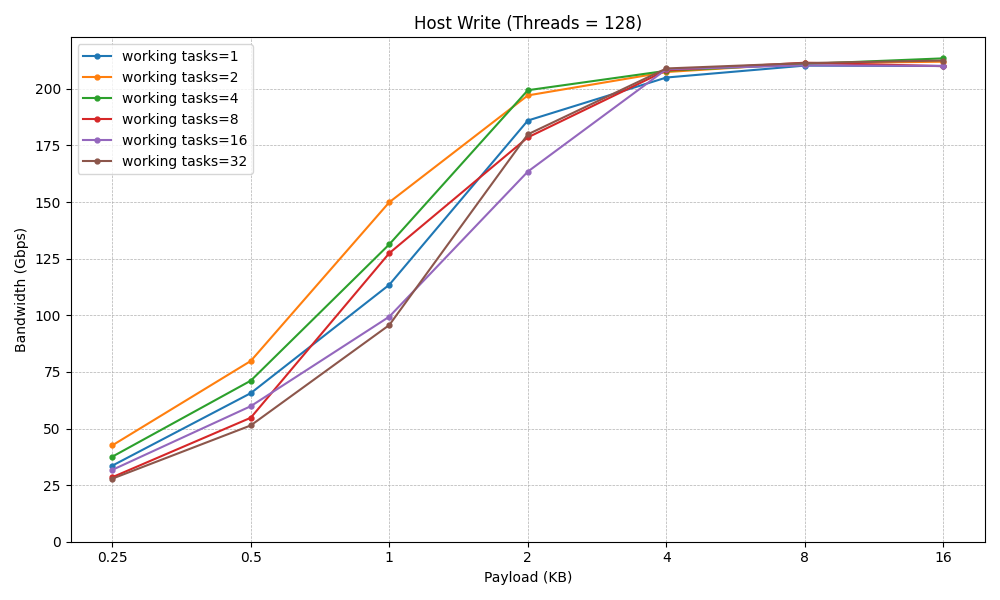 Host Write (Threads = 128)
working tasks=1
working tasks=2
working tasks=4
working tasks=8
working tasks=16
working tasks=32
Bandwidth (Gbps)
200
175
150
125
100
75
50
25
0
0.25 0.5 1 2 4 8 16
Payload (KB)